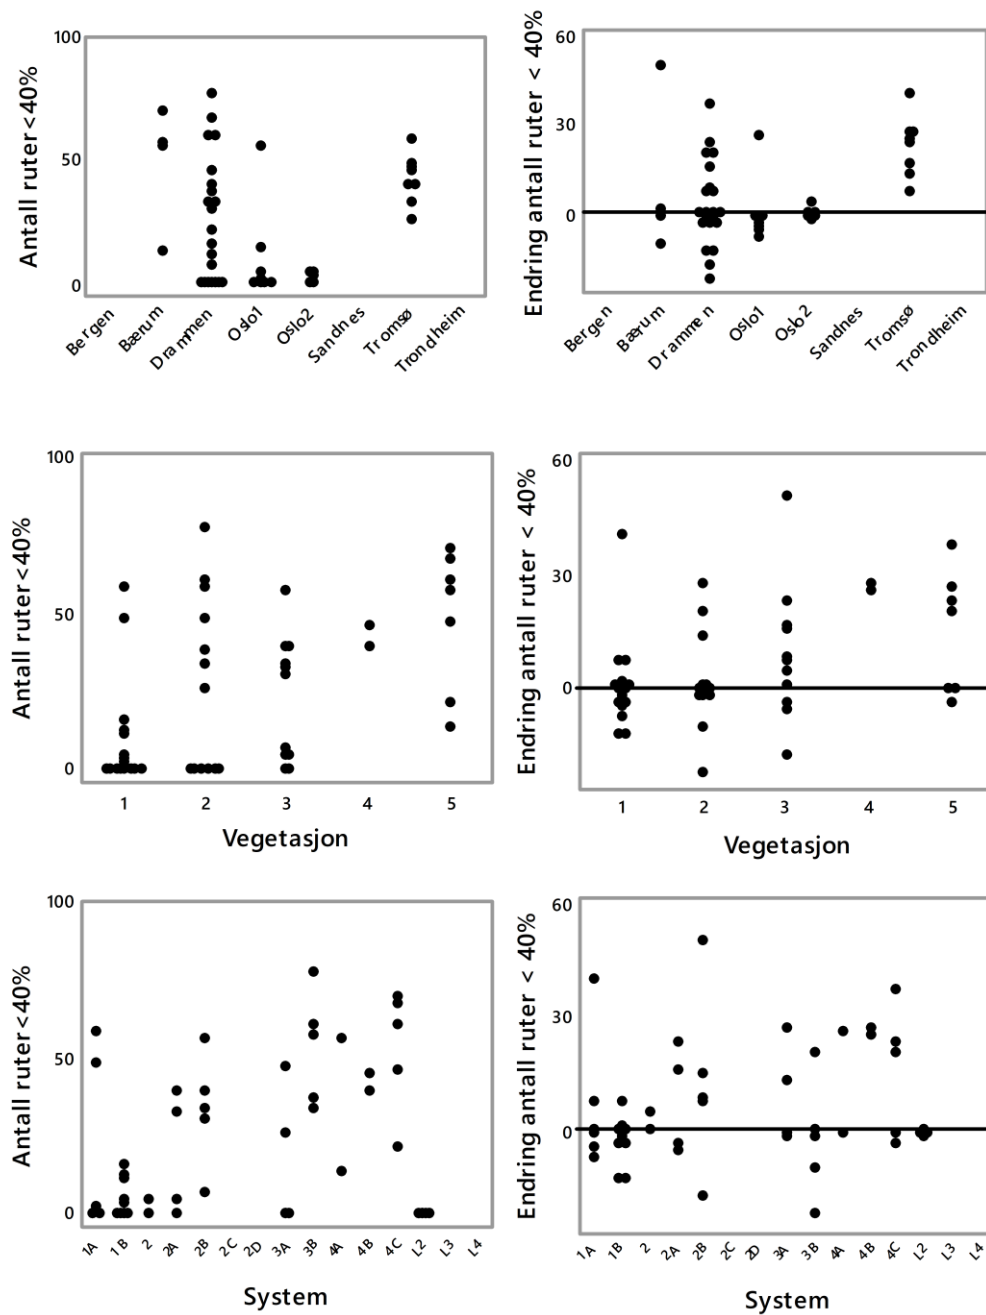 100
50
0
Antall ruter <40%
Bergen
Bærum
Drammen
Oslo1
Oslo2
Sandnes
Tromsø
Trondheim
60
30
0
Endring antall ruter < 40%
Bergen
Bærum
Drammen
Oslo1
Oslo2
Sandnes
Tromsø
Trondheim
100
50
0
Antall ruter <40%
1 2 3 4 5
Vegetasjon
60
30
0
Endring antall ruter < 40%
1 2 3 4 5
Vegetasjon
100
50
0
Antall ruter <40%
1A 1B 2 2A 2B 2C 2D 3A 3B 4A 4B 4C L2 L3 L4
System
60
30
0
Endring antall ruter < 40%
1A 1B 2 2A 2B 2C 2D 3A 3B 4A 4B 4C L2 L3 L4
System